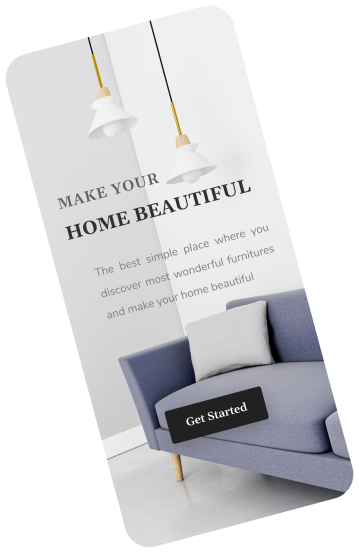 MAKE YOUR
HOME BEAUTIFUL
The best simple place where you
discover most wonderful furnitures
and make your home beautiful
Get Started